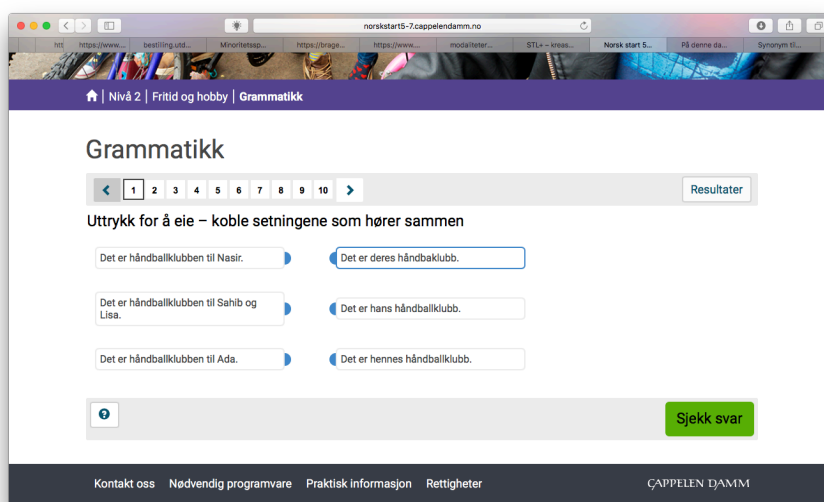 norskstart5-7.cappelendamm.no
htt https://www.... bestilling.utd... Minoritetssp... https://brage... https://www.... modaliteter... STL+ – kreas... Norsk start 5... På denne da... Synonym til...
Nivå 2 | Fritid og hobby | Grammatikk
Grammatikk
1 2 3 4 5 6 7 8 9 10
Resultater
Uttrykk for å eie – koble setningene som hører sammen
Det er håndballklubben til Nasir.
Det er deres håndbaklubb.
Det er håndballklubben til Sahib og
Lisa.
Det er hans håndballklubb.
Det er håndballklubben til Ada.
Det er hennes håndballklubb.
?
Sjekk svar
Kontakt oss Nødvendig programvare Praktisk informasjon Rettigheter
CAPPELEN DAMM